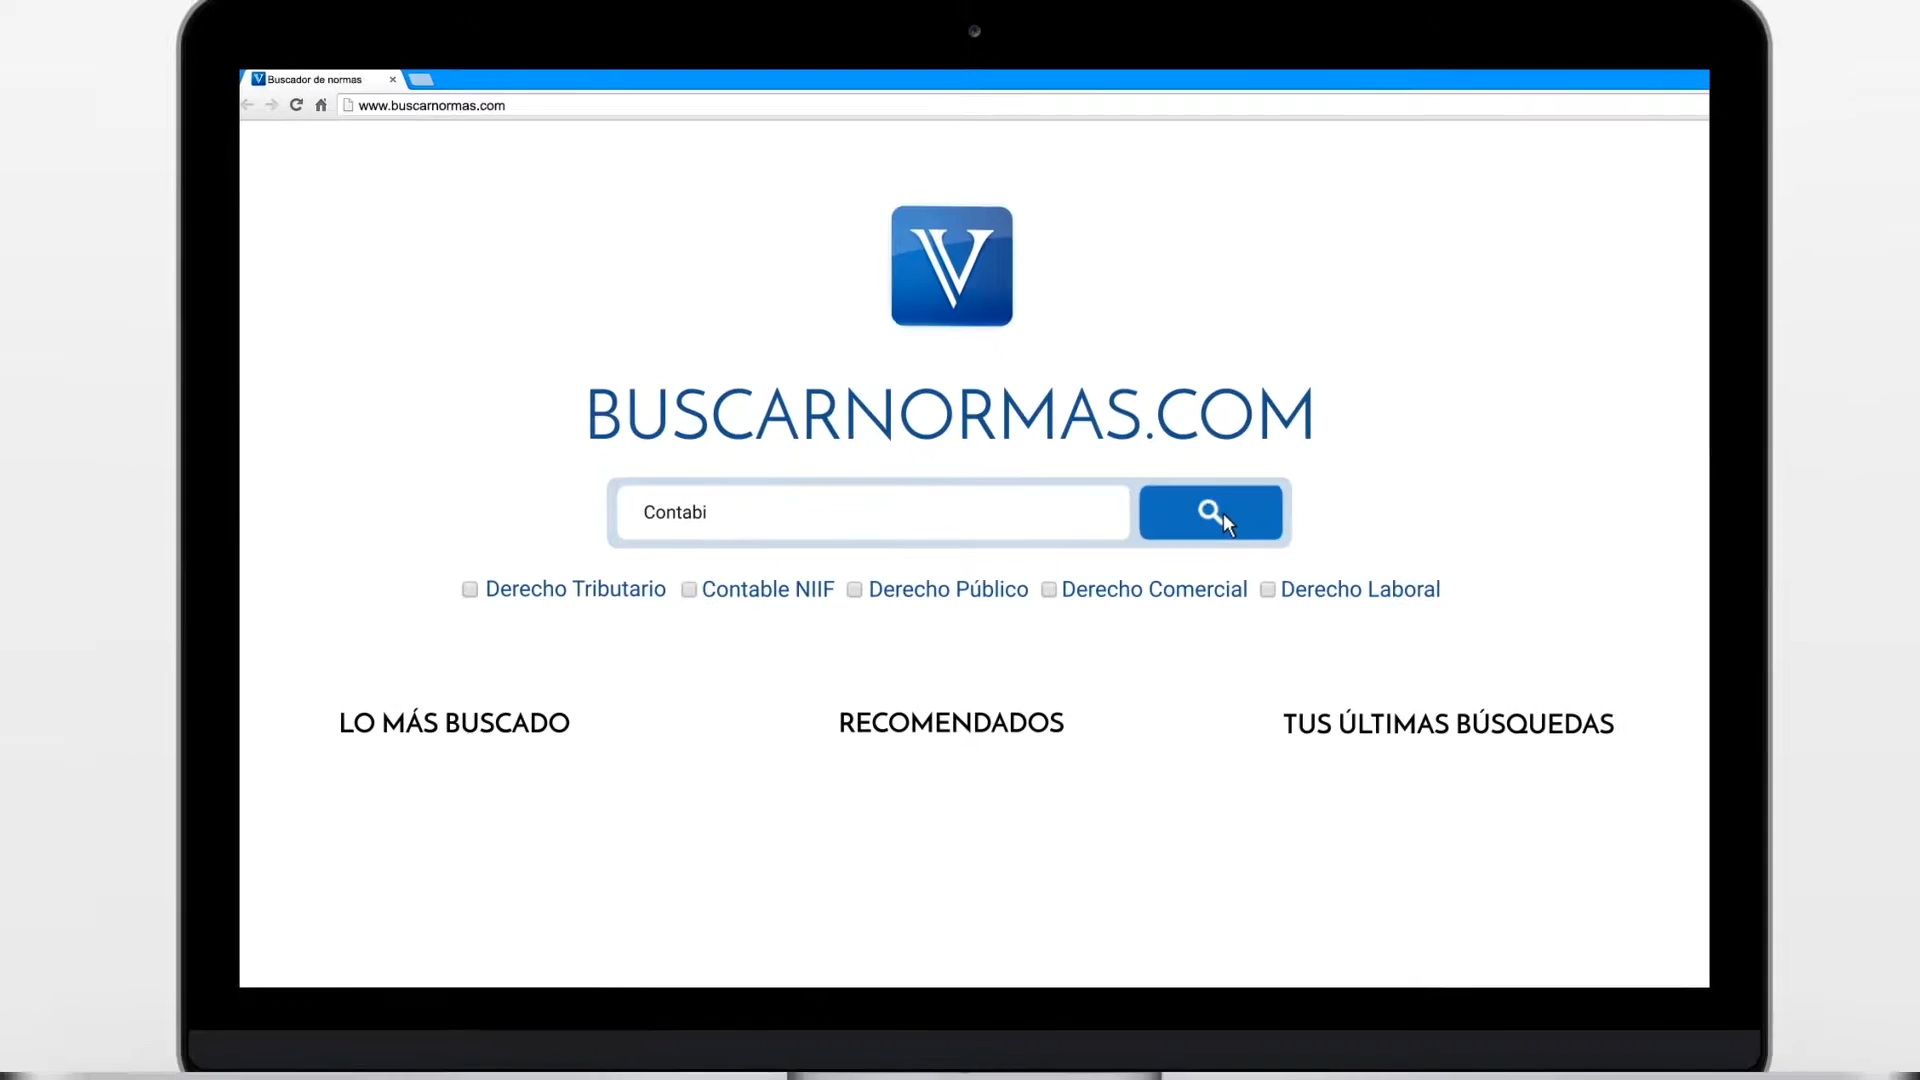 Buscador de normas
www.buscarnormas.com
V
BUSCARNORMAS.COM
Contabi
Derecho Tributario Contable NIIF Derecho Público Derecho Comercial Derecho Laboral
LO MÁS BUSCADO RECOMENDADOS TUS ÚLTIMAS BÚSQUEDAS